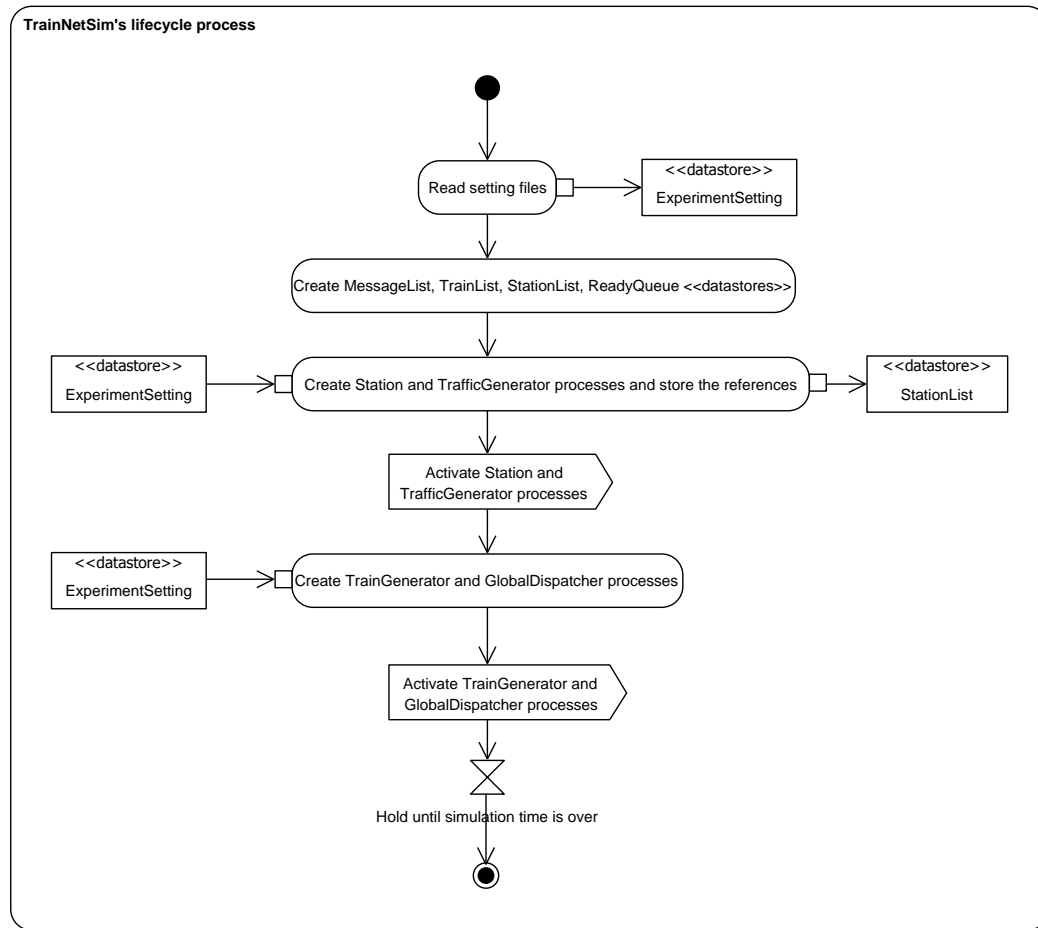 TrainNetSim's lifecycle process
Read setting files
<<datastore>>
ExperimentSetting
Create MessageList, TrainList, StationList, ReadyQueue <<datastores>>
<<datastore>>
ExperimentSetting
Create Station and TrafficGenerator processes and store the references
<<datastore>>
StationList
Activate Station and
TrafficGenerator processes
<<datastore>>
ExperimentSetting
Create TrainGenerator and GlobalDispatcher processes
Activate TrainGenerator and
GlobalDispatcher processes
Hold until simulation time is over